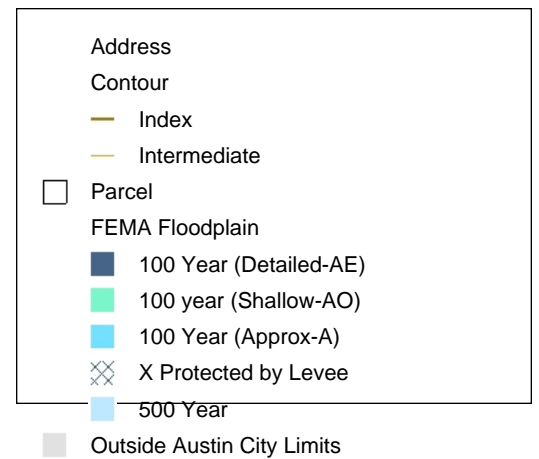 Address
Contour
Index
Intermediate
Parcel
FEMA Floodplain
100 Year (Detailed-AE)
100 year (Shallow-AO)
100 Year (Approx-A)
X Protected by Levee
500 Year
Outside Austin City Limits